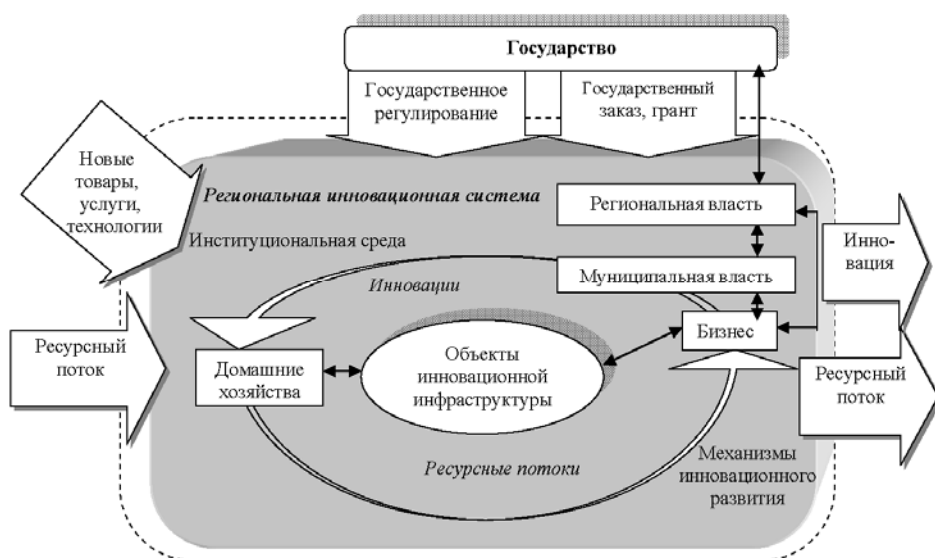 Государство
Государственное
регулирование
Государственный
заказ, грант
Новые
товары,
услуги,
технологии
Региональная инновационная система
Региональная власть
Институциональная среда
Инно-
вация
Инновации
Муниципальная власть
Бизнес
Ресурсный
поток
Домашние
хозяйства
Объекты
инновационной
инфраструктуры
Ресурсный
поток
Ресурсные потоки
Механизмы
инновационного
развития